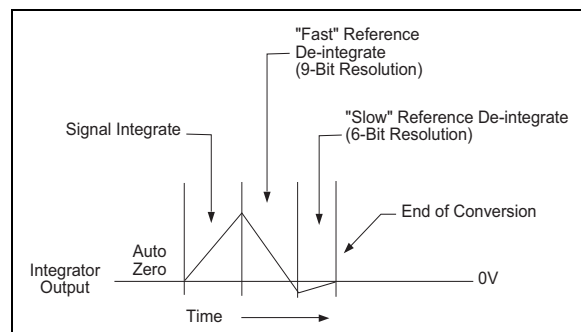 "Fast" Reference
De-integrate
(9-Bit Resolution)
"Slow" Reference De-integrate
(6-Bit Resolution)
Signal Integrate
End of Conversion
Auto
Zero
Integrator
Output
0V
Time